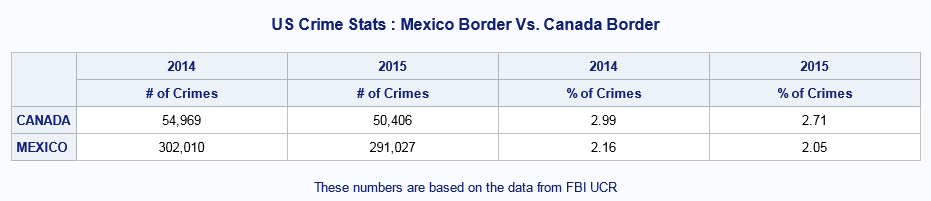 US Crime Stats : Mexico Border Vs. Canada Border
2014 2015 2014 2015
# of Crimes # of Crimes % of Crimes % of Crimes
CANADA 54,969 50,406 2.99 2.71
MEXICO 302,010 291,027 2.16 2.05
These numbers are based on the data from FBI UCR